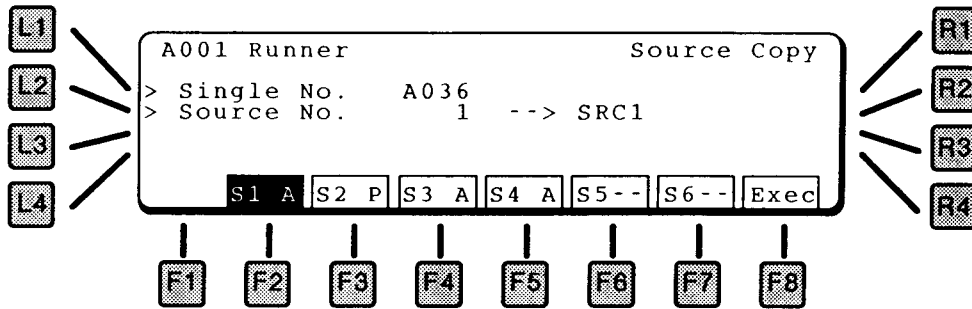 L1
L2
L3
L4
A001 Runner Source Copy
> Single No. A036
> Source No. 1 --> SRC1
S1 A S2 P S3 A S4 A S5-- S6-- Exec
R1
R2
R3
R4
F1 F2 F3 F4 F5 F6 F7 F8